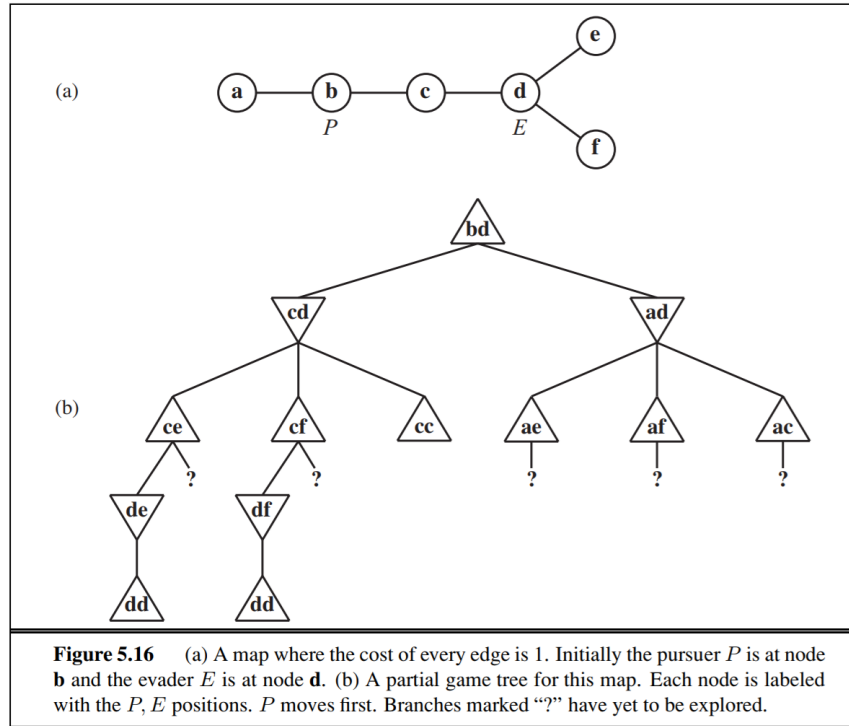 e
(a) a b c d
P E
f
bd
cd ad
(b)
ce cf cc ae af ac
? ? ? ? ?
de df
dd dd
Figure 5.16 (a) A map where the cost of every edge is 1. Initially the pursuer P is at node
b and the evader E is at node d. (b) A partial game tree for this map. Each node is labeled
with the P, E positions. P moves first. Branches marked “?” have yet to be explored.